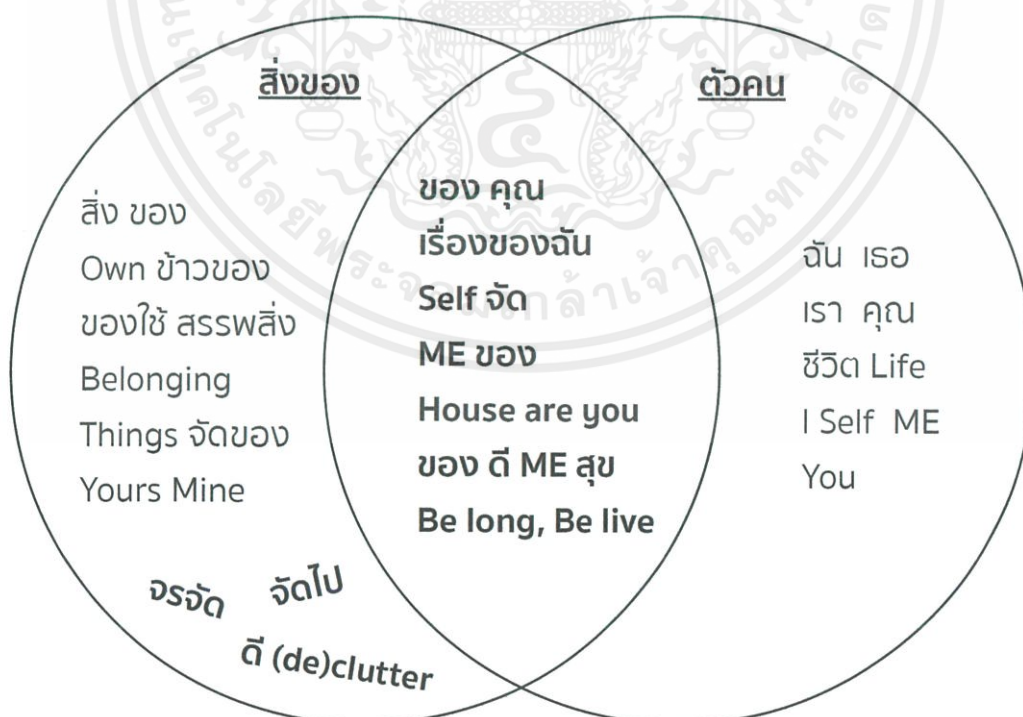 สิ่งของ
สิ่ง ของ
Own ข้าวของ
ของใช้ สรรพสิ่ง
Belonging
Things จัดของ
Yours Mine
จรจัด
จัดไป
ดี (de)clutter
ของ คุณ
เรื่องของฉัน
Self จัด
ME ของ
House are you
ของ ดี ME สุข
Be long, Be live
ตัวคน
ฉัน เธอ
เรา คุณ
ชีวิต Life
I Self ME
You